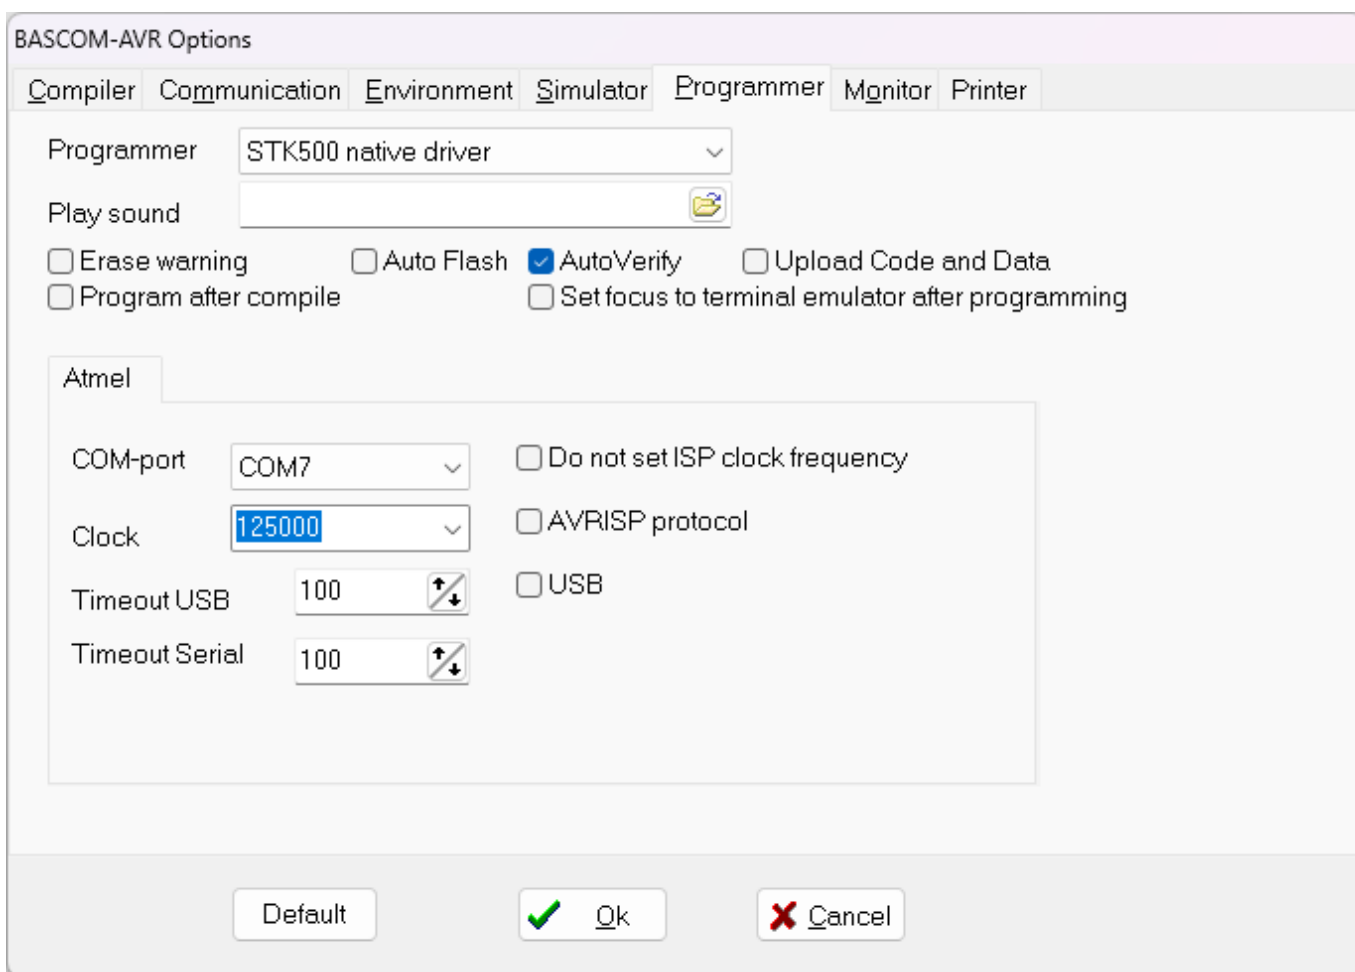 BASCOM-AVR Options
Compiler Communication Environment Simulator Programmer Monitor Printer
Programmer STK500 native driver
Play sound
Erase warning Auto Flash AutoVerify Upload Code and Data
Program after compile Set focus to terminal emulator after programming
Atmel
COM-port COM7 Do not set ISP clock frequency
Clock 125000 AVRISP protocol
Timeout USB 100 USB
Timeout Serial 100
Default Ok Cancel